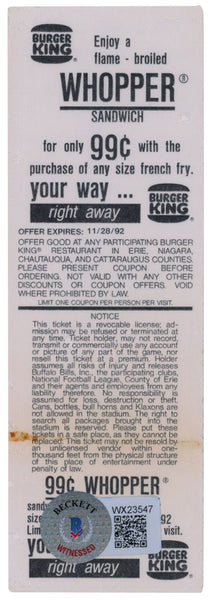 BURGER KING
Enjoy a
flame - broiled
WHOPPER®
SANDWICH
for only 99¢ with the
purchase of any size french fry.
your way ...
right away
BURGER KING
OFFER EXPIRES: 11/28/92
OFFER GOOD AT ANY PARTICIPATING BURGER
KING® RESTAURANT IN ERIE, NIAGARA,
CHAUTAUQUA, AND CATTARAUGUS COUNTIES.
PLEASE PRESENT COUPON BEFORE
ORDERING. NOT VALID WITH ANY OTHER
DISCOUNTS OR COUPON OFFERS. VOID
WHERE PROHIBITED BY LAW.
LIMIT ONE COUPON PER PERSON PER VISIT.
NOTICE
This ticket is a revocable license; ad-
mission may be refused or terminated at
any time. Ticket holder, may not record,
transmit or commercially use any account
or picture of any part of the game, nor
resell this ticket at a premium. Holder
assumes all risks of injury and releases
Buffalo Bills, Inc., the participating clubs,
National Football League, County of Erie
and their agents and employees from any
liability therefore. No responsibility is
assumed for loss, destruction or theft.
Cans, bottles, bull horns and Klaxons are
not allowed in the stadium. The right to
search all packages brought into the
stadium is reserved. Please put these
tickets in a safe place, as they cannot be
replaced. This ticket may not be resold by
an unlicensed vendor within one-
thousand feet from the physical structure
of this place of entertainment under
penalty of law.
99¢ WHOPPER®
sand
size
92
Lim
visit.
BECKETT
B
WITNESSED
WX23547
your
right away
BURGER KING